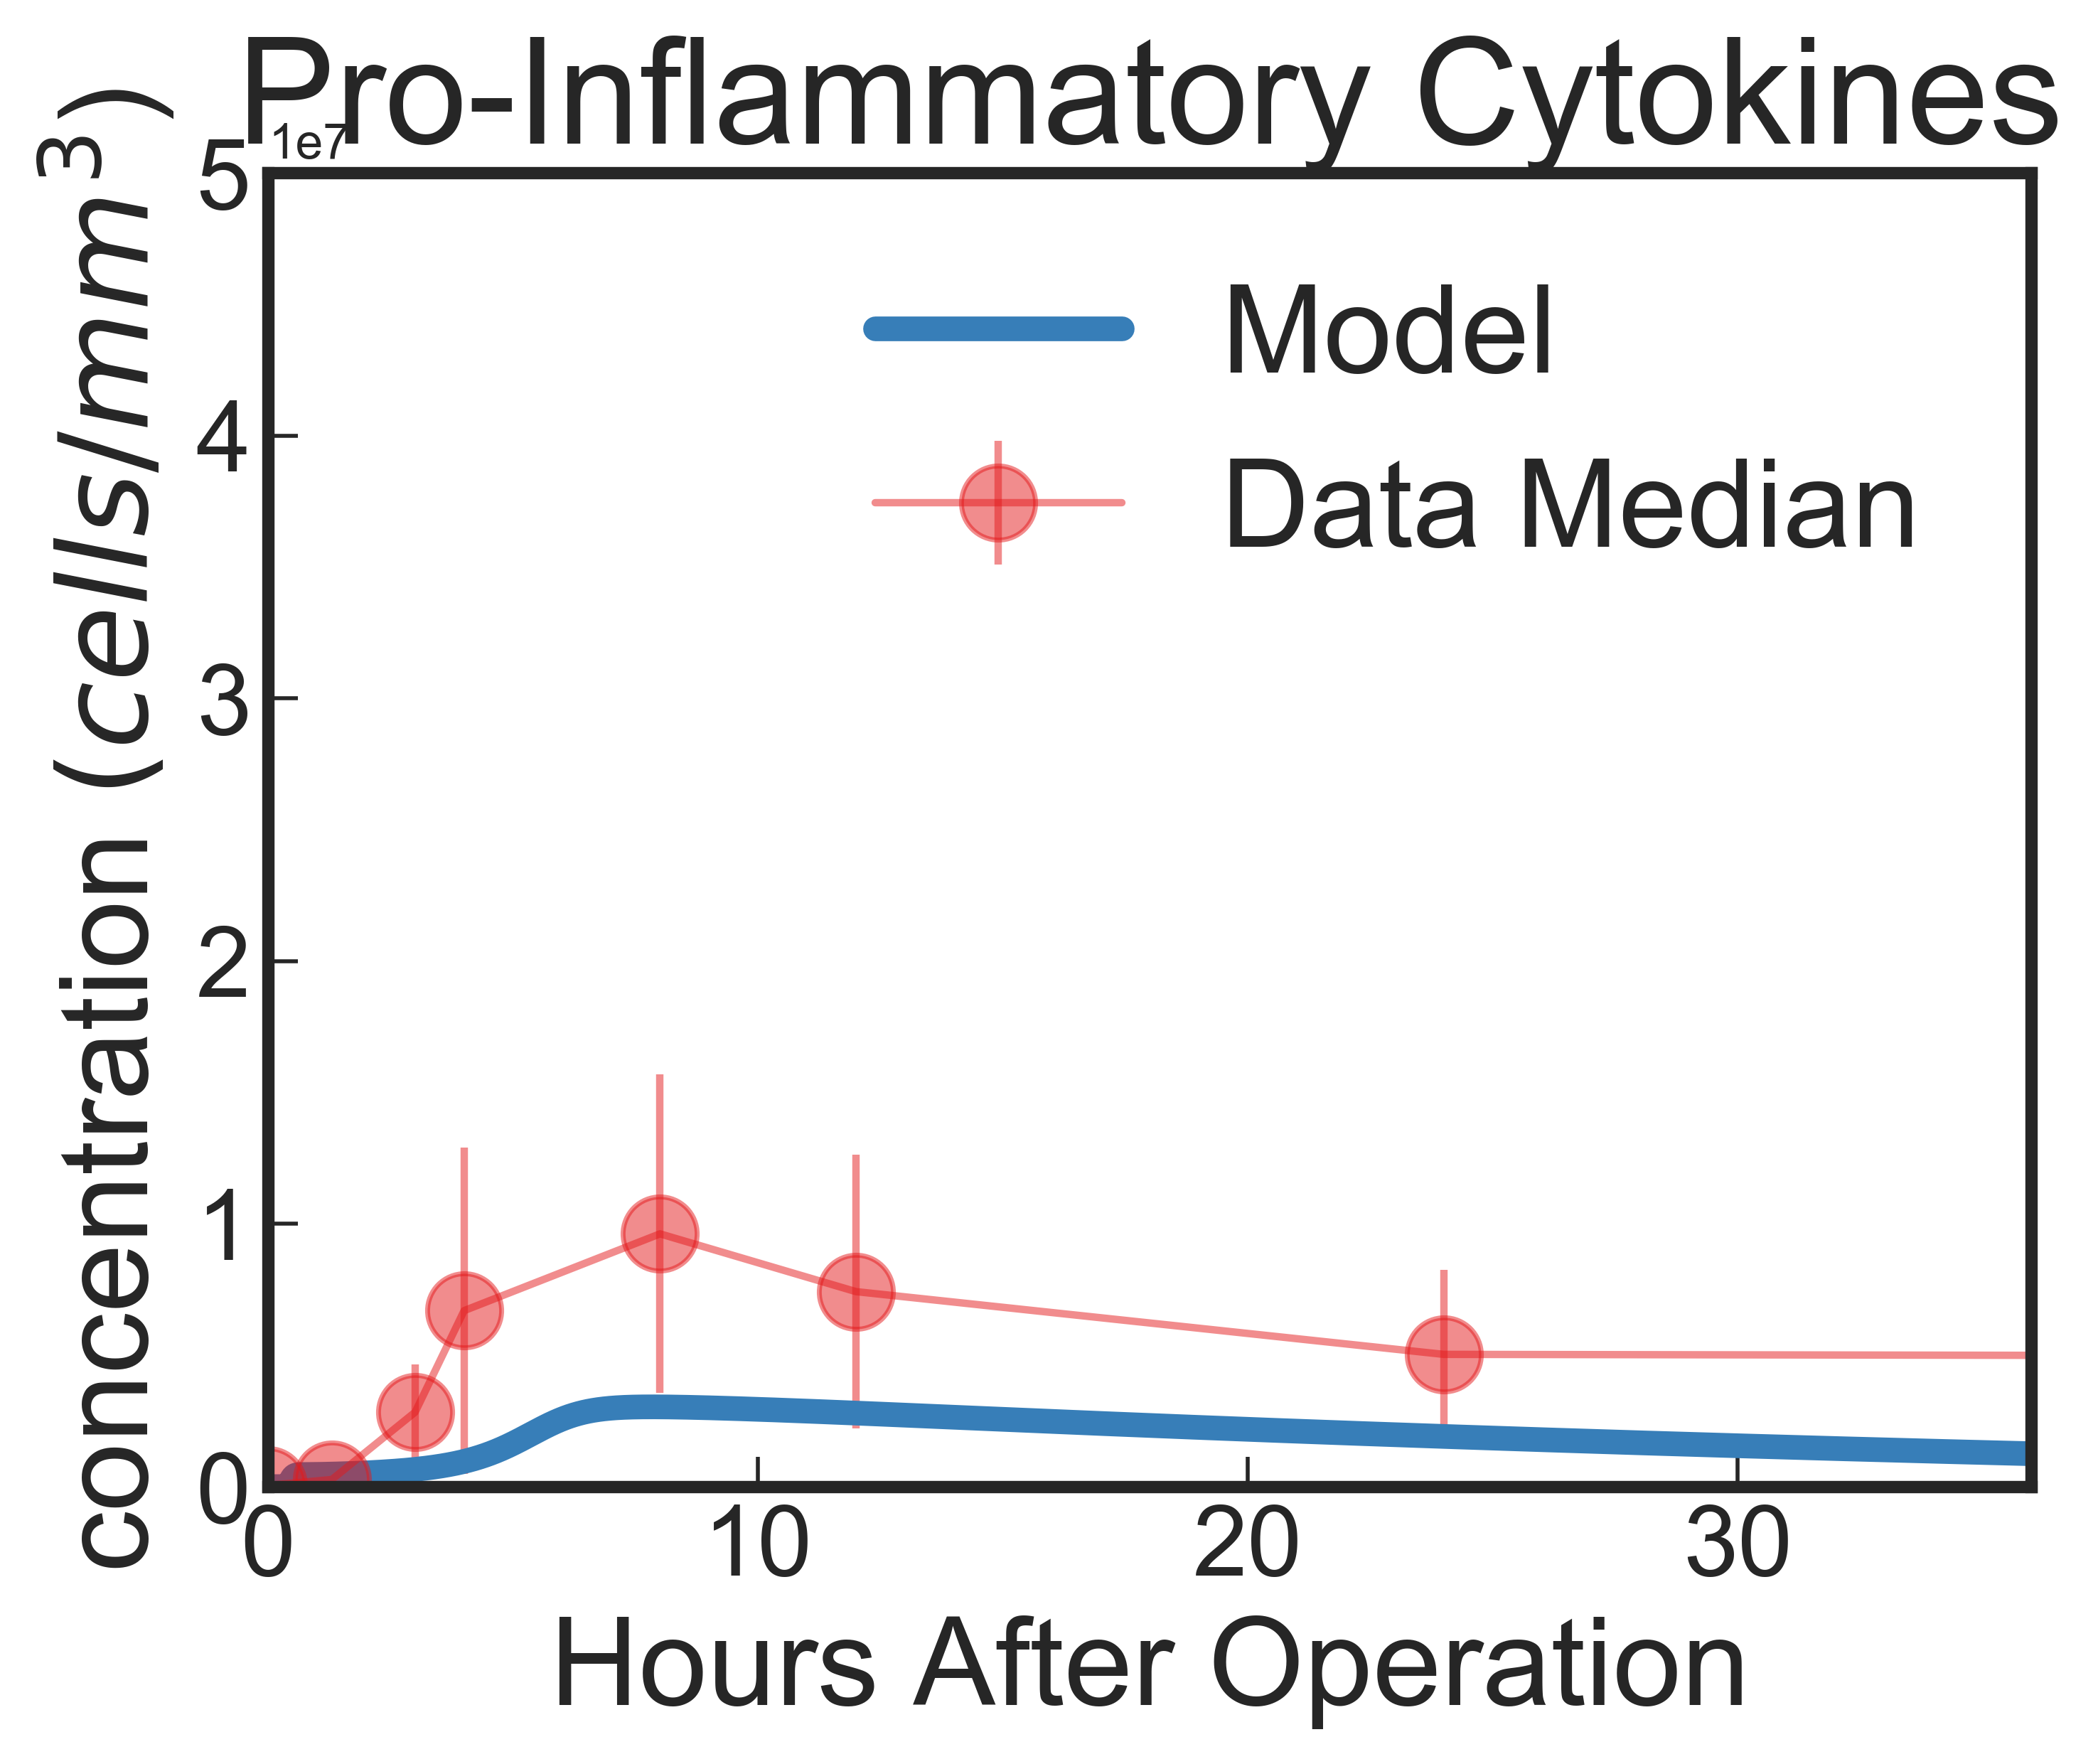 Pro-Inflammatory Cytokines
1e7
concentration (cells/mm³)
5
4
3
2
1
0
Model
Data Median
0 10 20 30
Hours After Operation